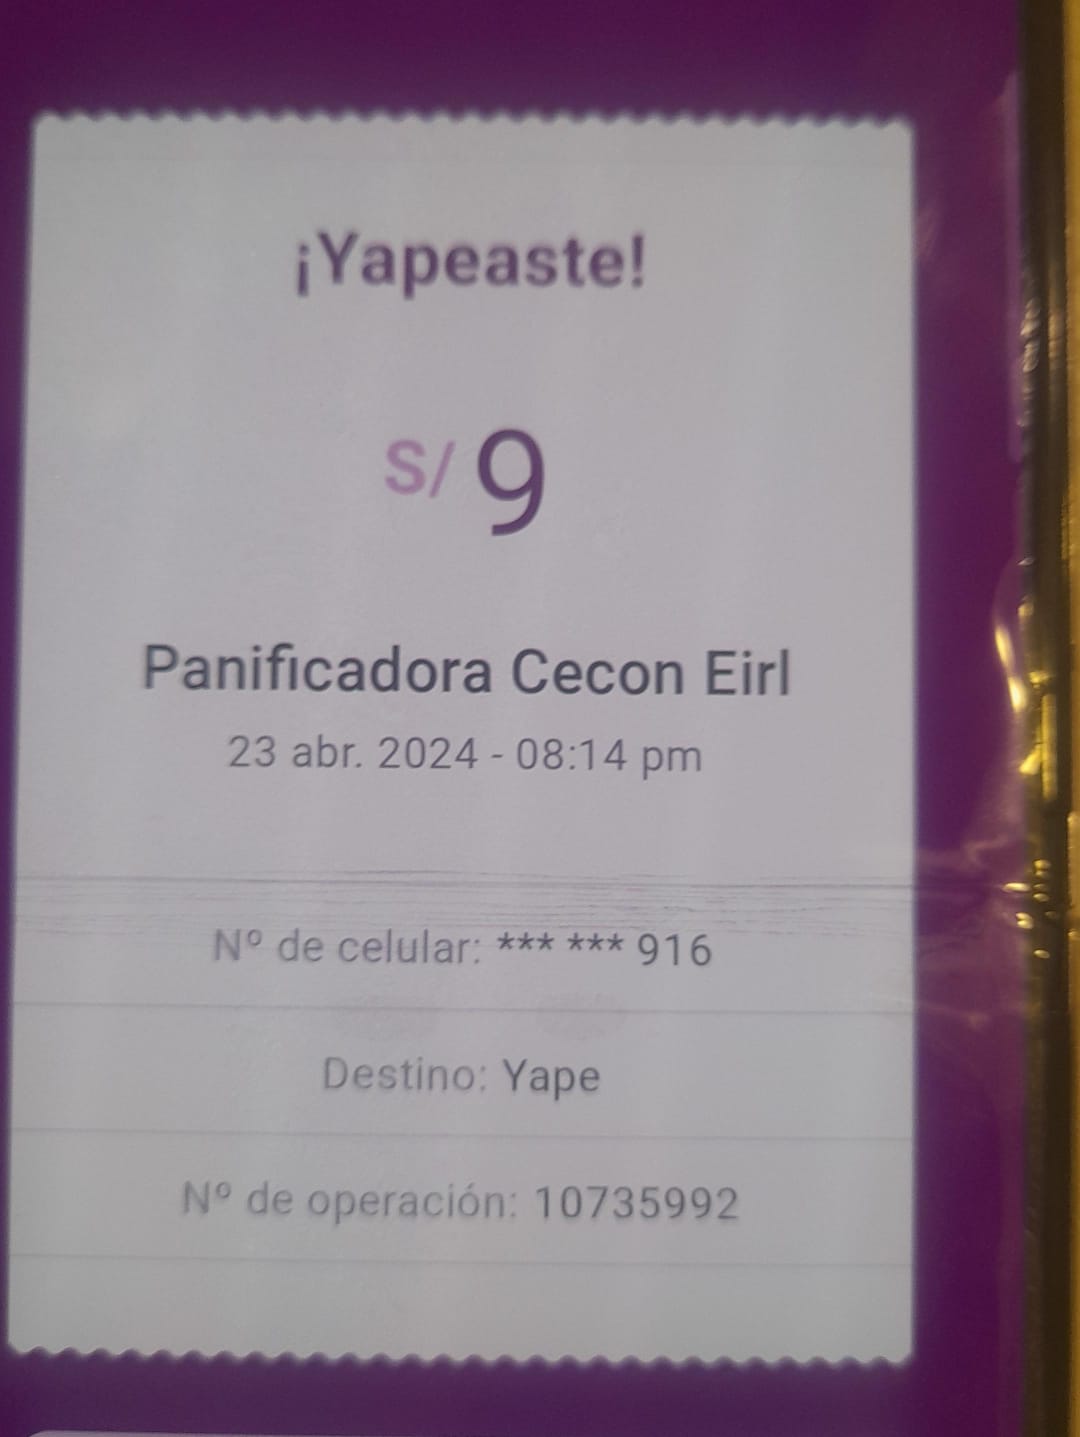 ¡Yapeaste!
S/ 9
Panificadora Cecon Eirl
23 abr. 2024 - 08:14 pm
Nº de celular: *** *** 916
Destino: Yape
Nº de operación: 10735992